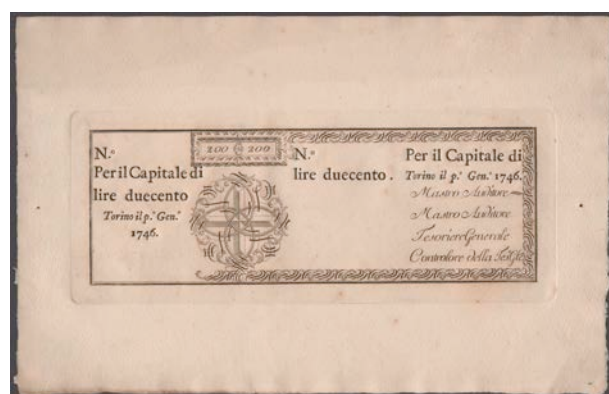 N.º
Per il Capitale di
lire duecento
Torino il p.º Gen.º
1746.
200 200
N.º
lire duecento .
Per il Capitale di
Torino il p.º Gen.º 1746.
Mastro Auditore
Mastro Auditore
Tesoriere Generale
Controlore della